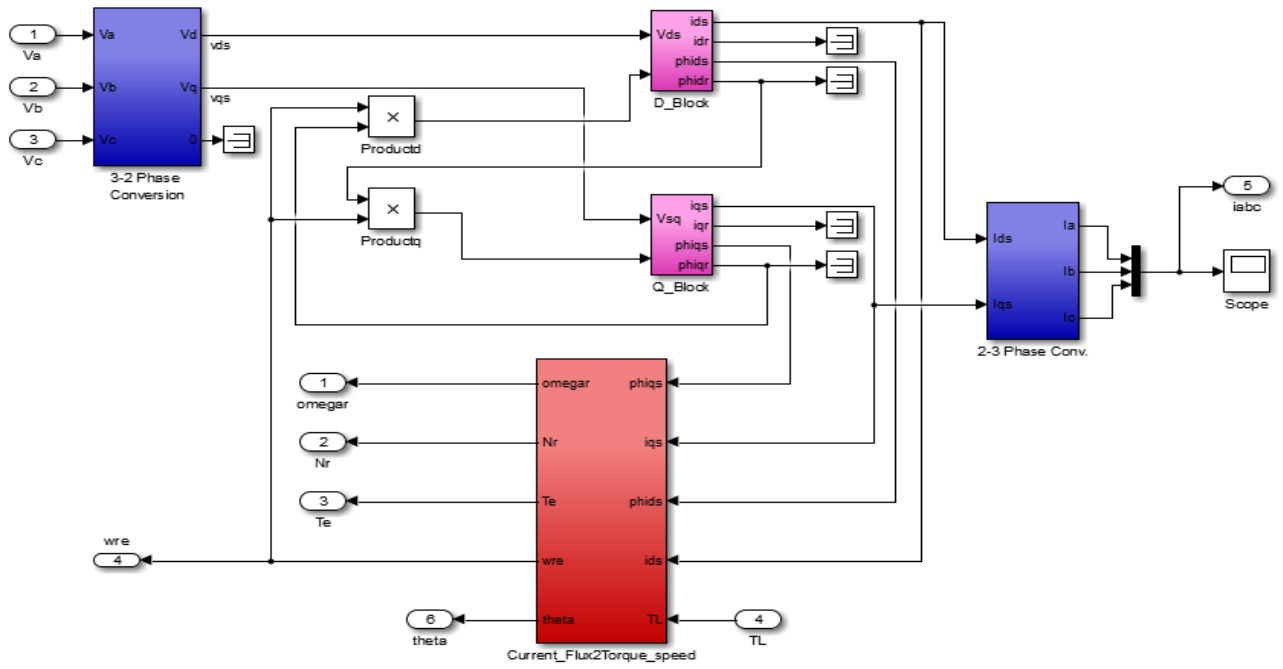 1
Va
2
Vb
3
Vc
Va
Vb
Vc
Vd
Vq
0
3-2 Phase
Conversion
vds
vqs
×
Productd
×
Productq
Vds
ids
idr
phids
phidr
D_Block
Vsq
iqs
iqr
phiqs
phiqr
Q_Block
Ids
Iqs
Ia
Ib
Ic
2-3 Phase Conv.
5
iabc
Scope
1
omegar
2
Nr
3
Te
wre
4
6
theta
omegar
Nr
Te
wre
theta
phiqs
iqs
phids
ids
TL
Current_Flux2Torque_speed
4
TL